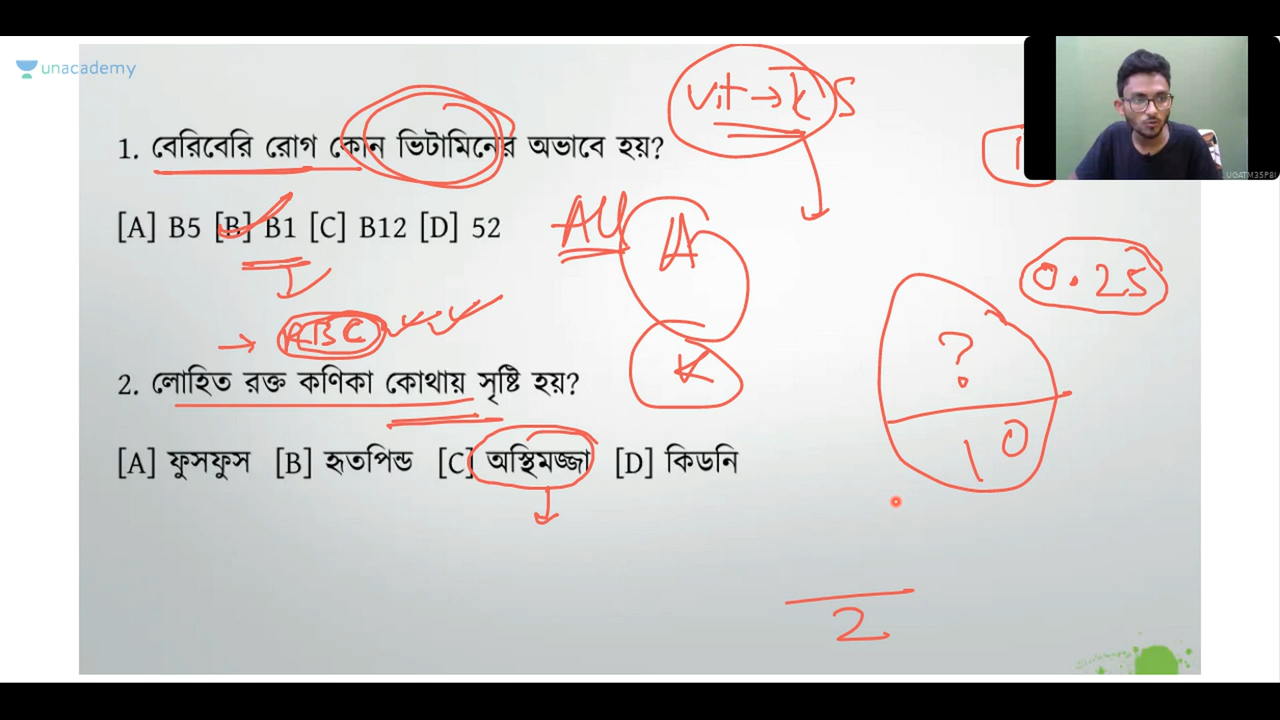 unacademy
vit → K's
1. বেরিবেরি রোগ কোন ভিটামিনের অভাবে হয়?
[A] B5 [B] B1 [C] B12 [D] 52
A
0.25
RBC
?
K
2. লোহিত রক্ত কণিকা কোথায় সৃষ্টি হয়?
10
[A] ফুসফুস [B] হৃতপিন্ড [C] অস্থিমজ্জা [D] কিডনি
2